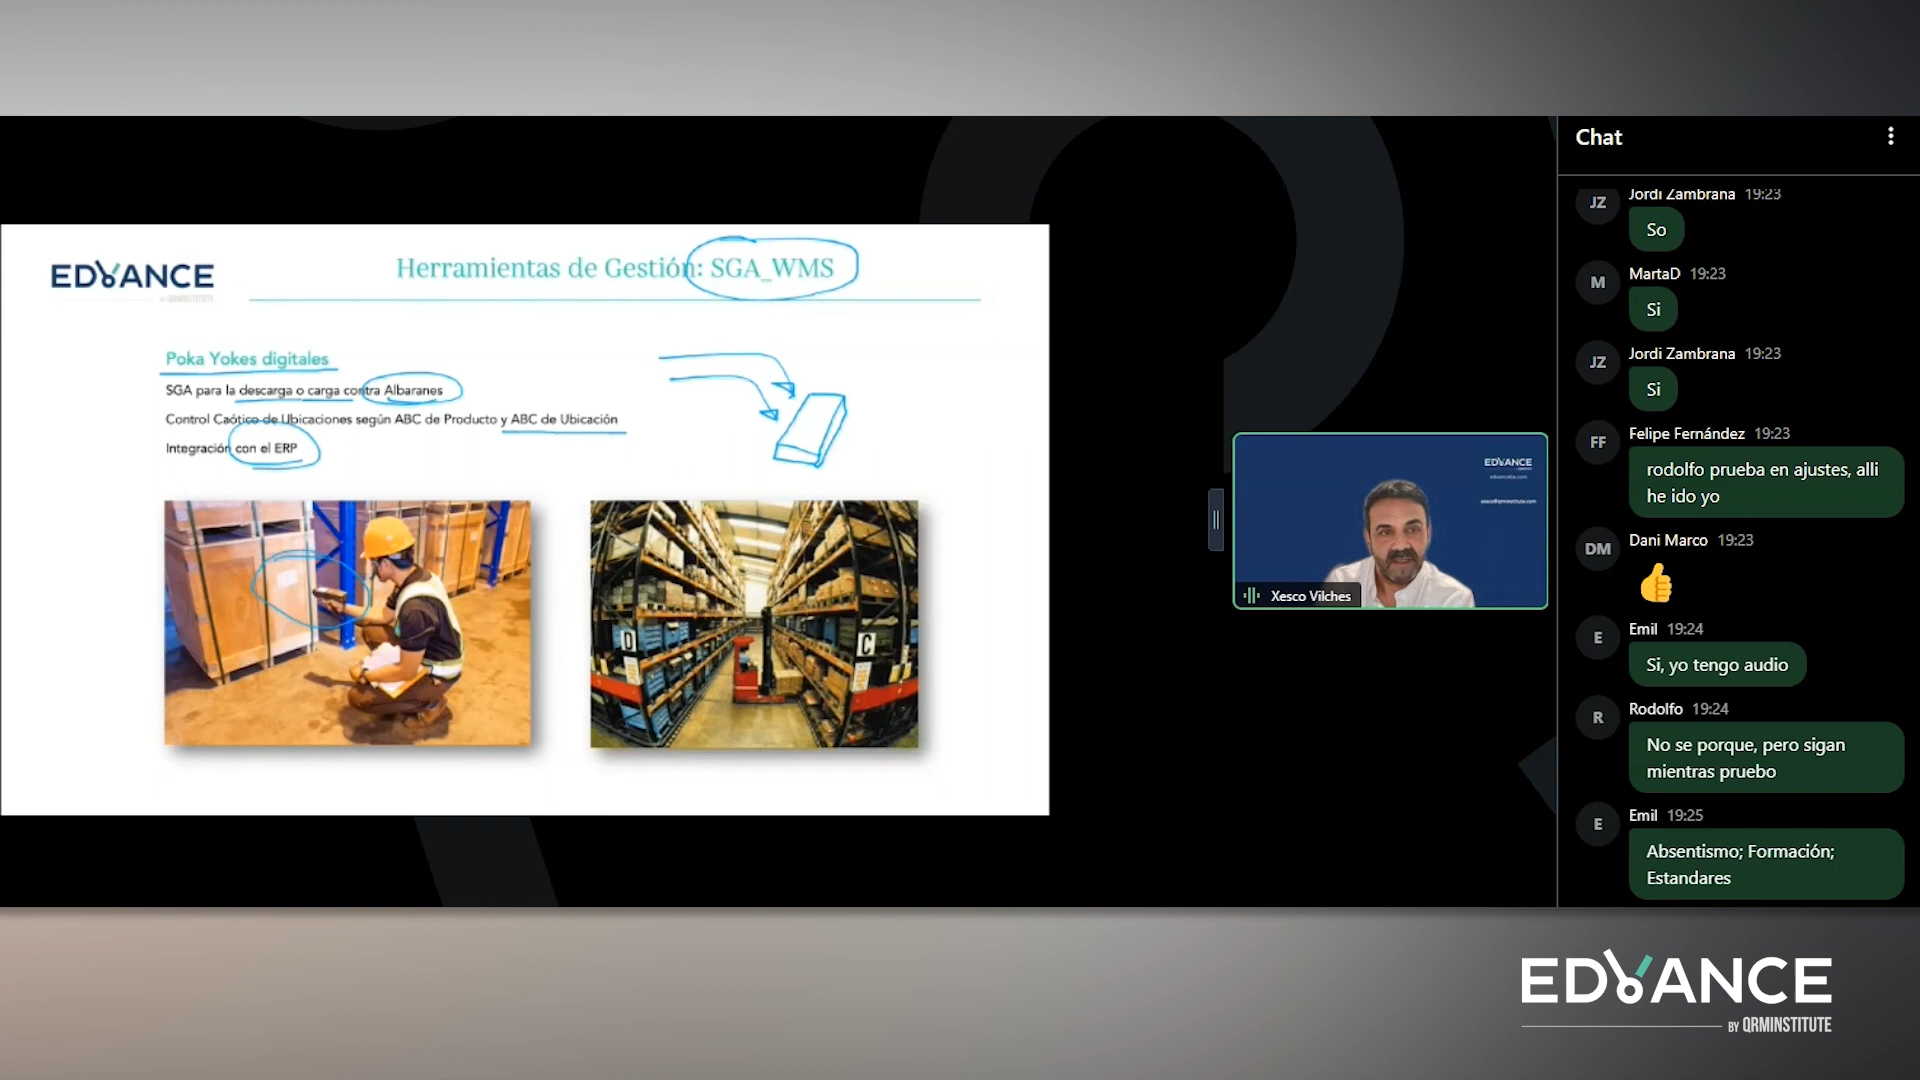 EDVANCE
Herramientas de Gestión: SGA_WMS
Poka Yokes digitales
SGA para la descarga o carga contra Albaranes
Control Caótico de Ubicaciones según ABC de Producto y ABC de Ubicación
Integración con el ERP
D
C
EDVANCE
Xesco Vilches
Chat
JZ
Jordi Zambrana 19:23
So
M
MartaD 19:23
Si
JZ
Jordi Zambrana 19:23
Si
FF
Felipe Fernández 19:23
rodolfo prueba en ajustes, alli
he ido yo
DM
Dani Marco 19:23
E
Emil 19:24
Si, yo tengo audio
R
Rodolfo 19:24
No se porque, pero sigan
mientras pruebo
E
Emil 19:25
Absentismo; Formación;
Estandares
EDVANCE
BY QRMINSTITUTE